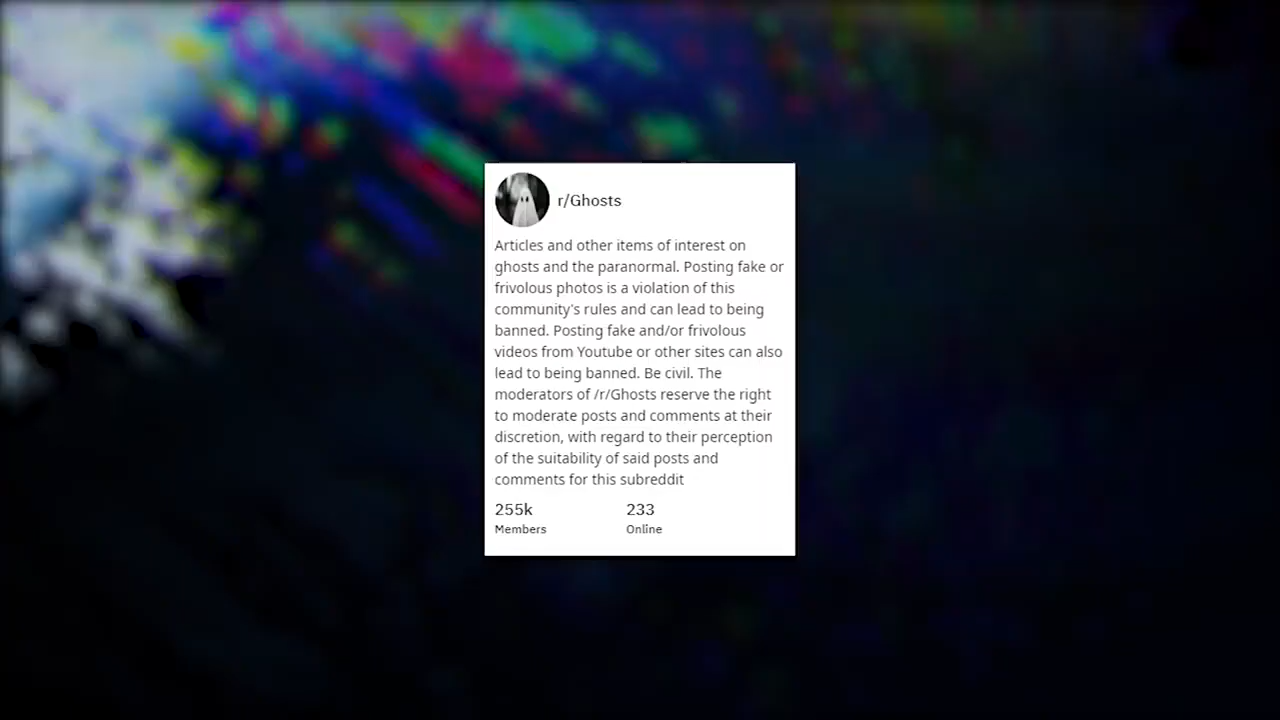 r/Ghosts
Articles and other items of interest on
ghosts and the paranormal. Posting fake or
frivolous photos is a violation of this
community's rules and can lead to being
banned. Posting fake and/or frivolous
videos from Youtube or other sites can also
lead to being banned. Be civil. The
moderators of /r/Ghosts reserve the right
to moderate posts and comments at their
discretion, with regard to their perception
of the suitability of said posts and
comments for this subreddit
255k 233
Members Online